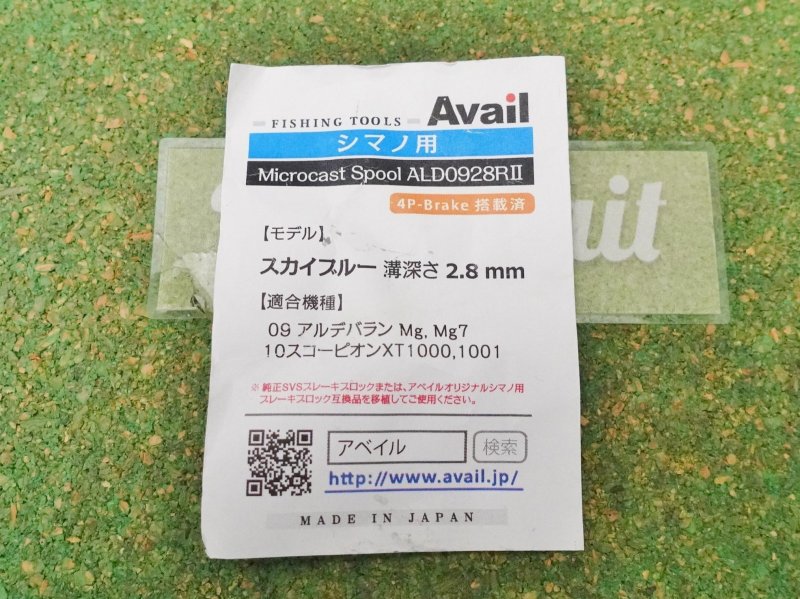 FISHING TOOLS Avail
シマノ用
Microcast Spool ALD0928RⅡ
4P-Brake 搭載済
【モデル】
スカイブルー 溝深さ 2.8 mm
【適合機種】
09 アルデバラン Mg, Mg7
10スコーピオンXT1000,1001
※純正SVSブレーキブロックまたは、アベイルオリジナルシマノ用
ブレーキブロック互換品を移植してご使用ください。
アベイル 検索
http://www.avail.jp/
MADE IN JAPAN